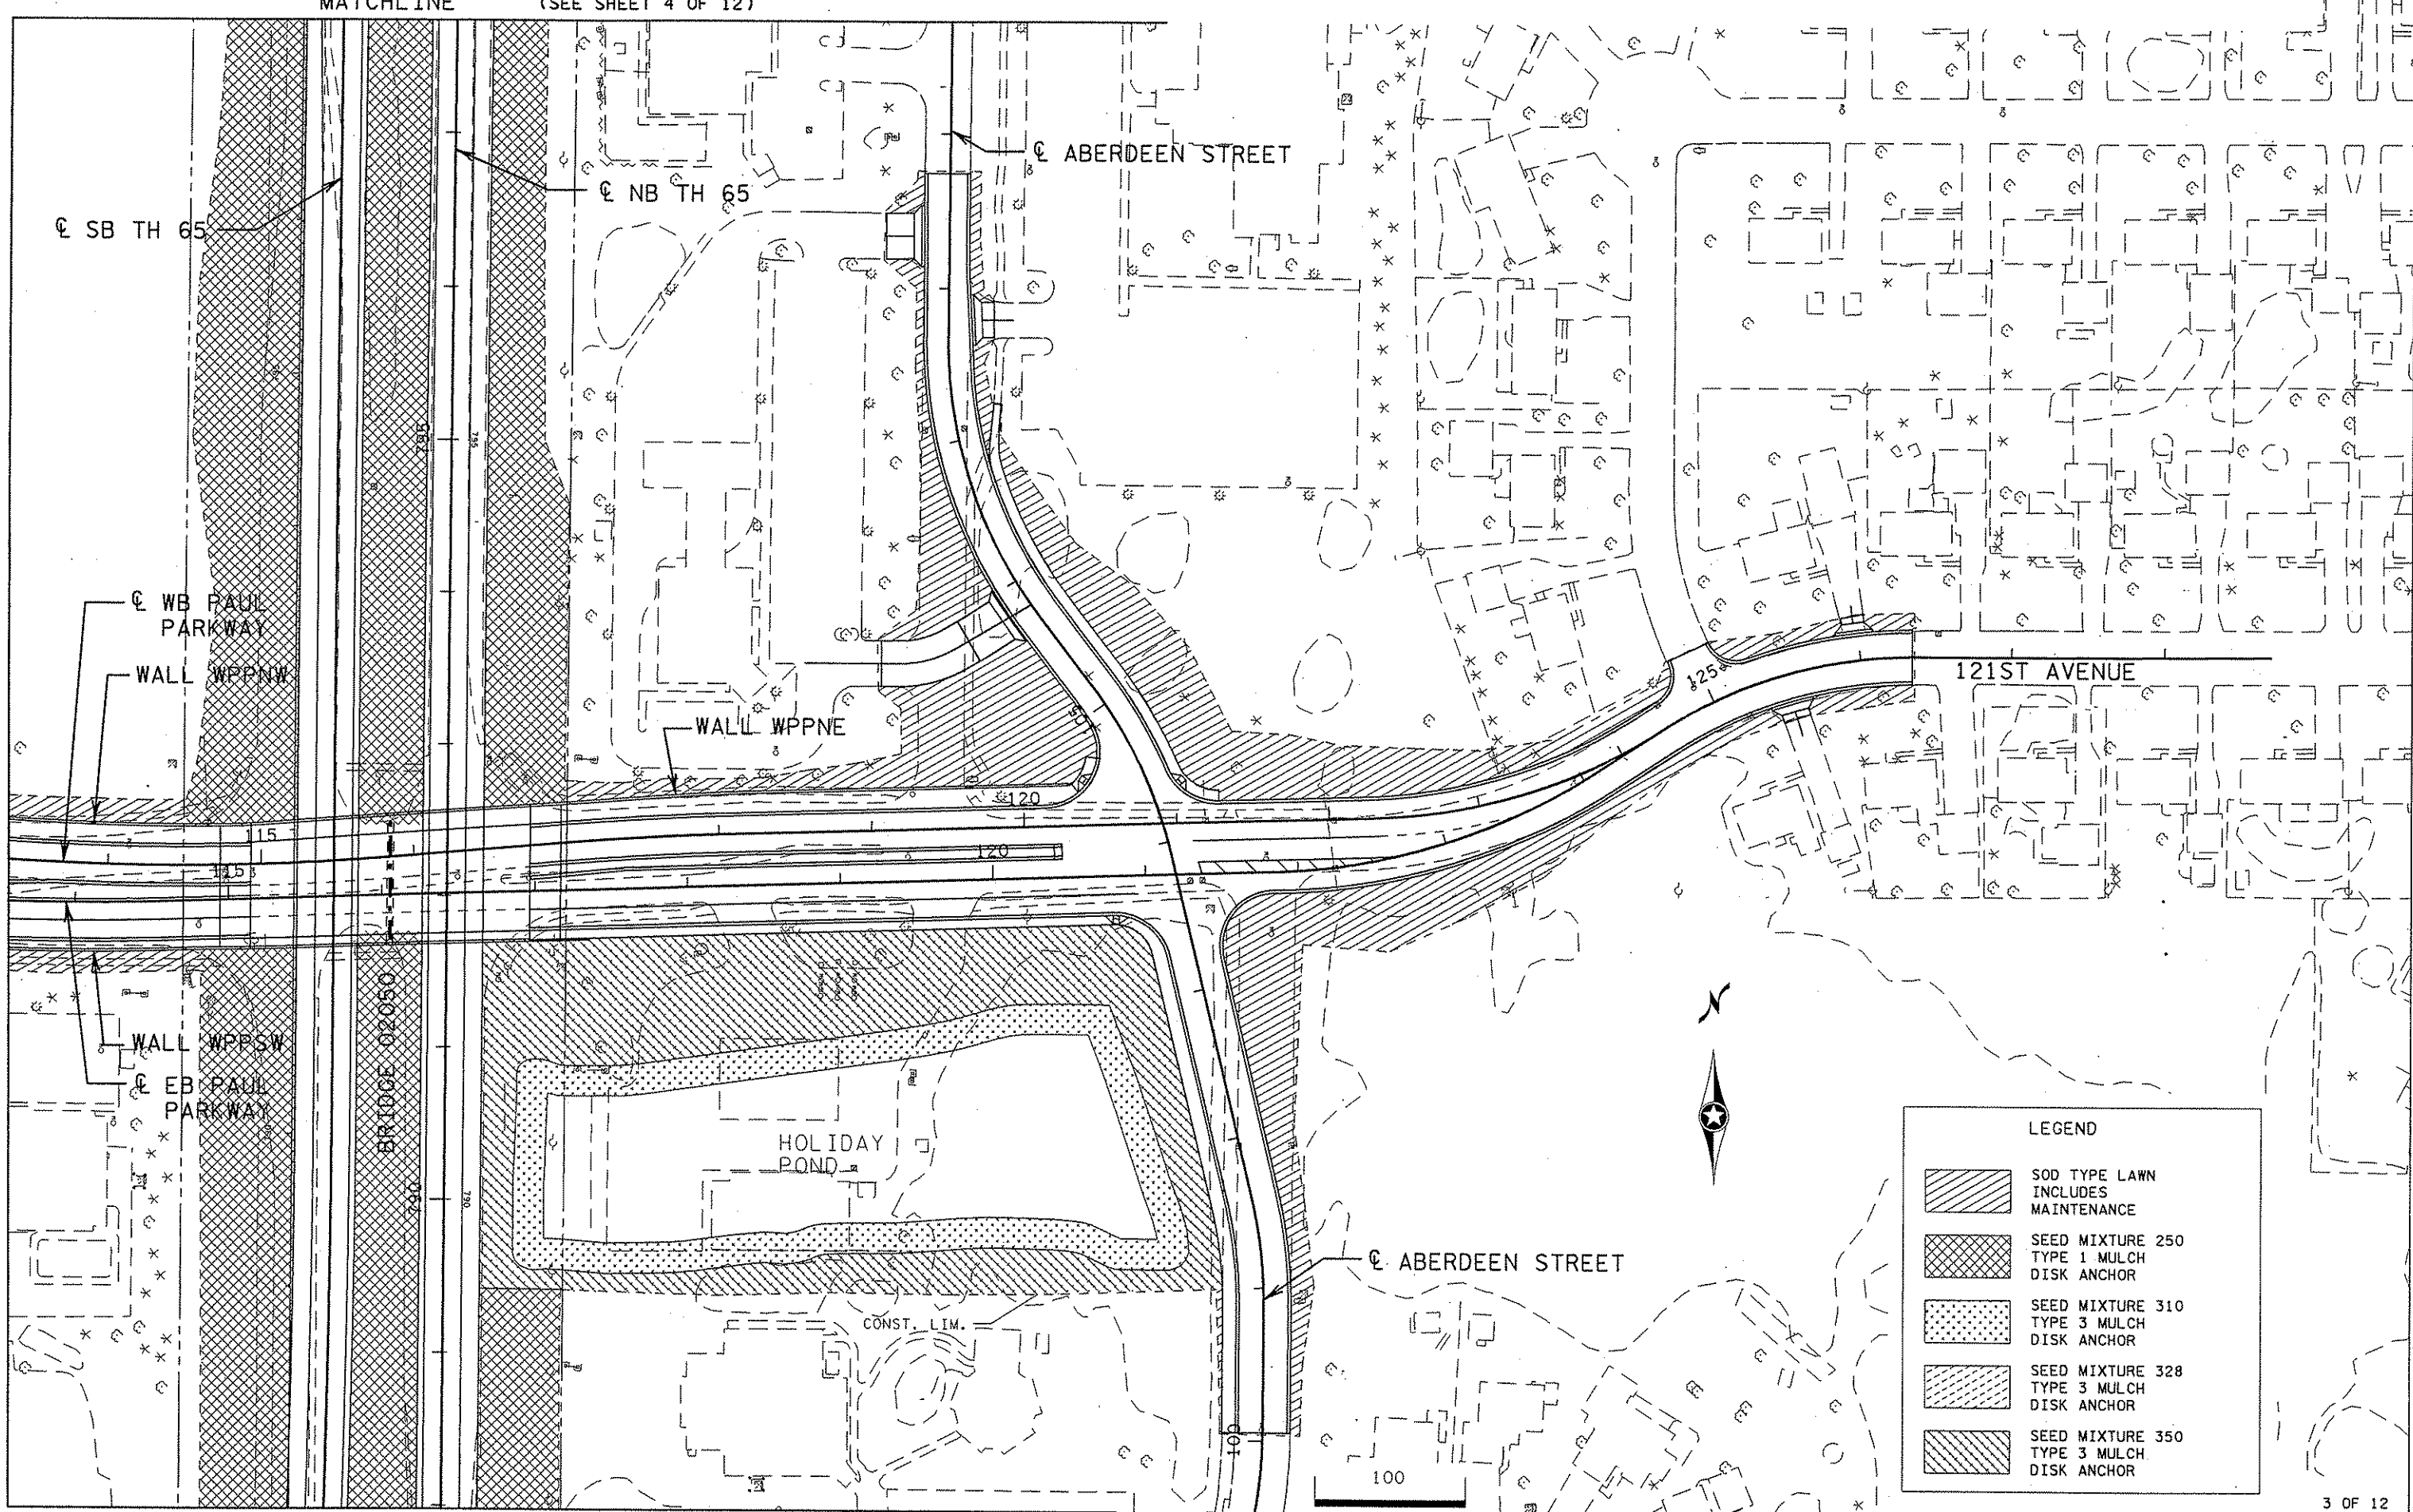 MATCHLINE (SEE SHEET 4 OF 12)
℄ ABERDEEN STREET
℄ NB TH 65
℄ SB TH 65
795
795
℄ WB PAUL
PARKWAY
WALL WPPNW
WALL WPPNE
125
121ST AVENUE
105
120
115
120
115
WALL WPPSW
℄ EB PAUL
PARKWAY
BRIDGE 02050
HOLIDAY
POND
790
790
℄ ABERDEEN STREET
CONST. LIM.
100
100
N
LEGEND
SOD TYPE LAWN
INCLUDES
MAINTENANCE
SEED MIXTURE 250
TYPE 1 MULCH
DISK ANCHOR
SEED MIXTURE 310
TYPE 3 MULCH
DISK ANCHOR
SEED MIXTURE 328
TYPE 3 MULCH
DISK ANCHOR
SEED MIXTURE 350
TYPE 3 MULCH
DISK ANCHOR
3 OF 12